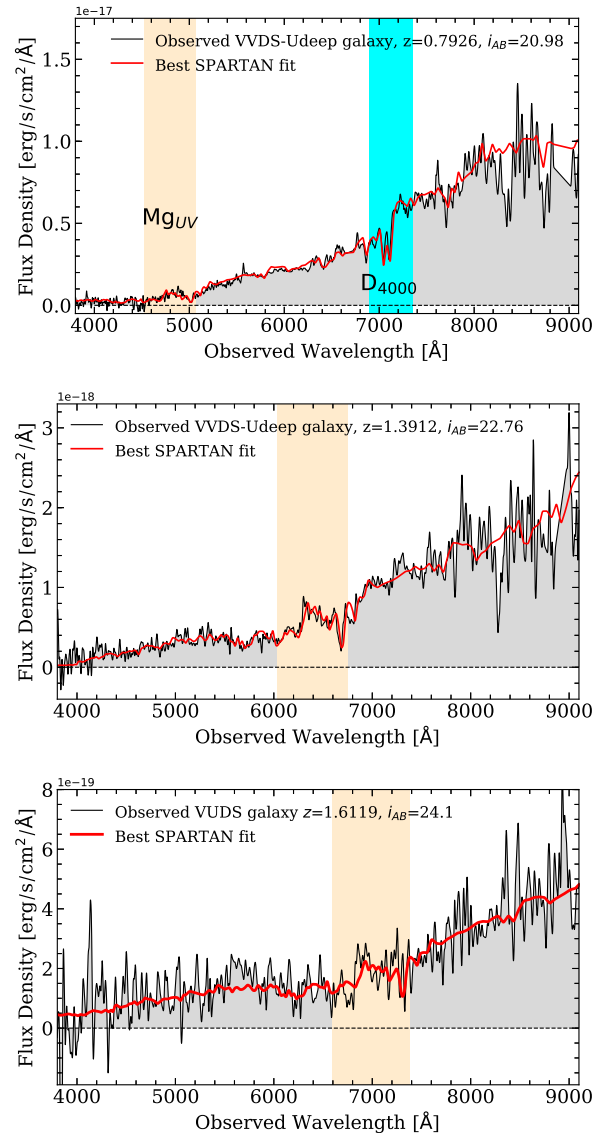 1e-17
Observed VVDS-Udeep galaxy, z=0.7926, i_AB=20.98
Best SPARTAN fit
1.5
1.0
0.5
0.0
Flux Density [erg/s/cm²/Å]
Mg_UV
D_4000
4000 5000 6000 7000 8000 9000
Observed Wavelength [Å]
1e-18
Observed VVDS-Udeep galaxy, z=1.3912, i_AB=22.76
Best SPARTAN fit
3
2
1
0
Flux Density [erg/s/cm²/Å]
4000 5000 6000 7000 8000 9000
Observed Wavelength [Å]
1e-19
Observed VUDS galaxy z=1.6119, i_AB=24.1
Best SPARTAN fit
8
6
4
2
0
Flux Density [erg/s/cm²/Å]
4000 5000 6000 7000 8000 9000
Observed Wavelength [Å]